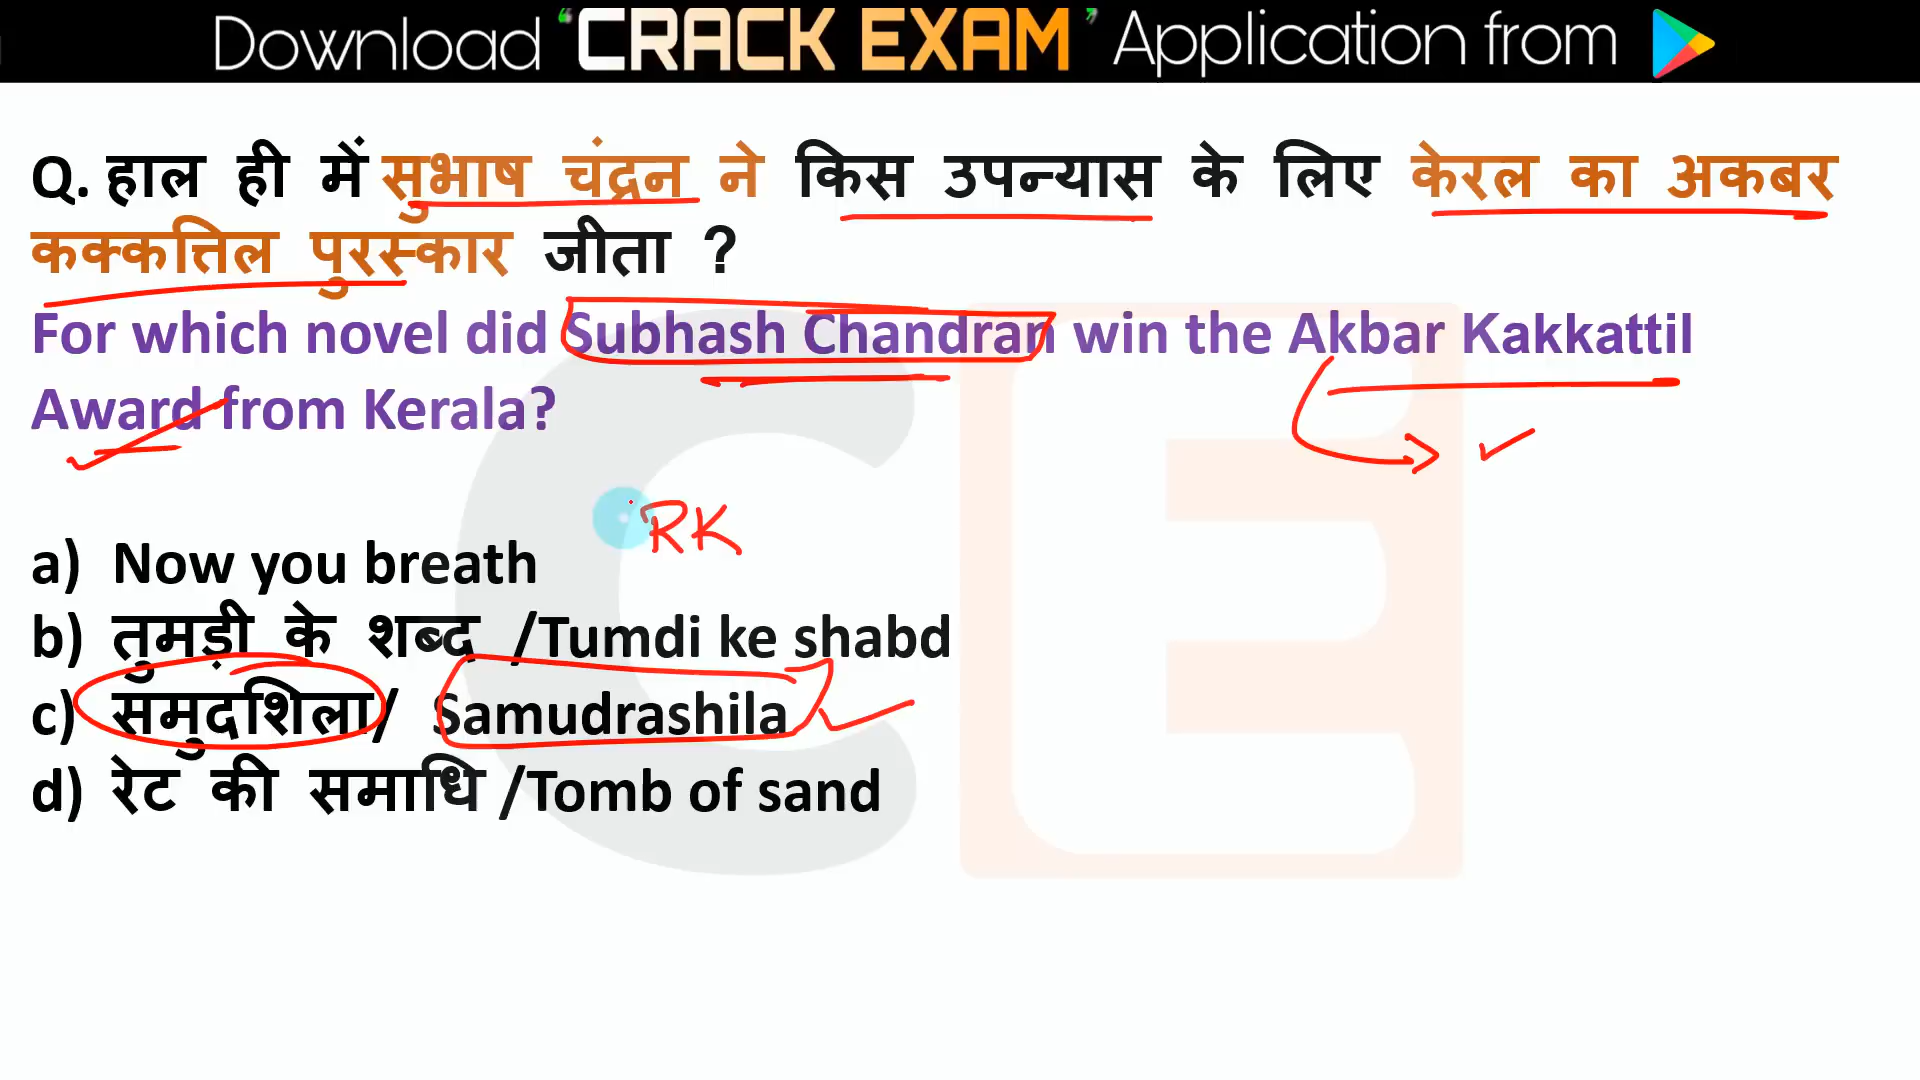 Download ‘CRACK EXAM’ Application from
Q. हाल ही में सुभाष चंद्रन ने किस उपन्यास के लिए केरल का अकबर
कक्कत्तिल पुरस्कार जीता ?
For which novel did Subhash Chandran win the Akbar Kakkattil
Award from Kerala?
RK
a) Now you breath
b) तुमड़ी के शब्द /Tumdi ke shabd
c) समुदशिला/ Samudrashila
d) रेट की समाधि /Tomb of sand